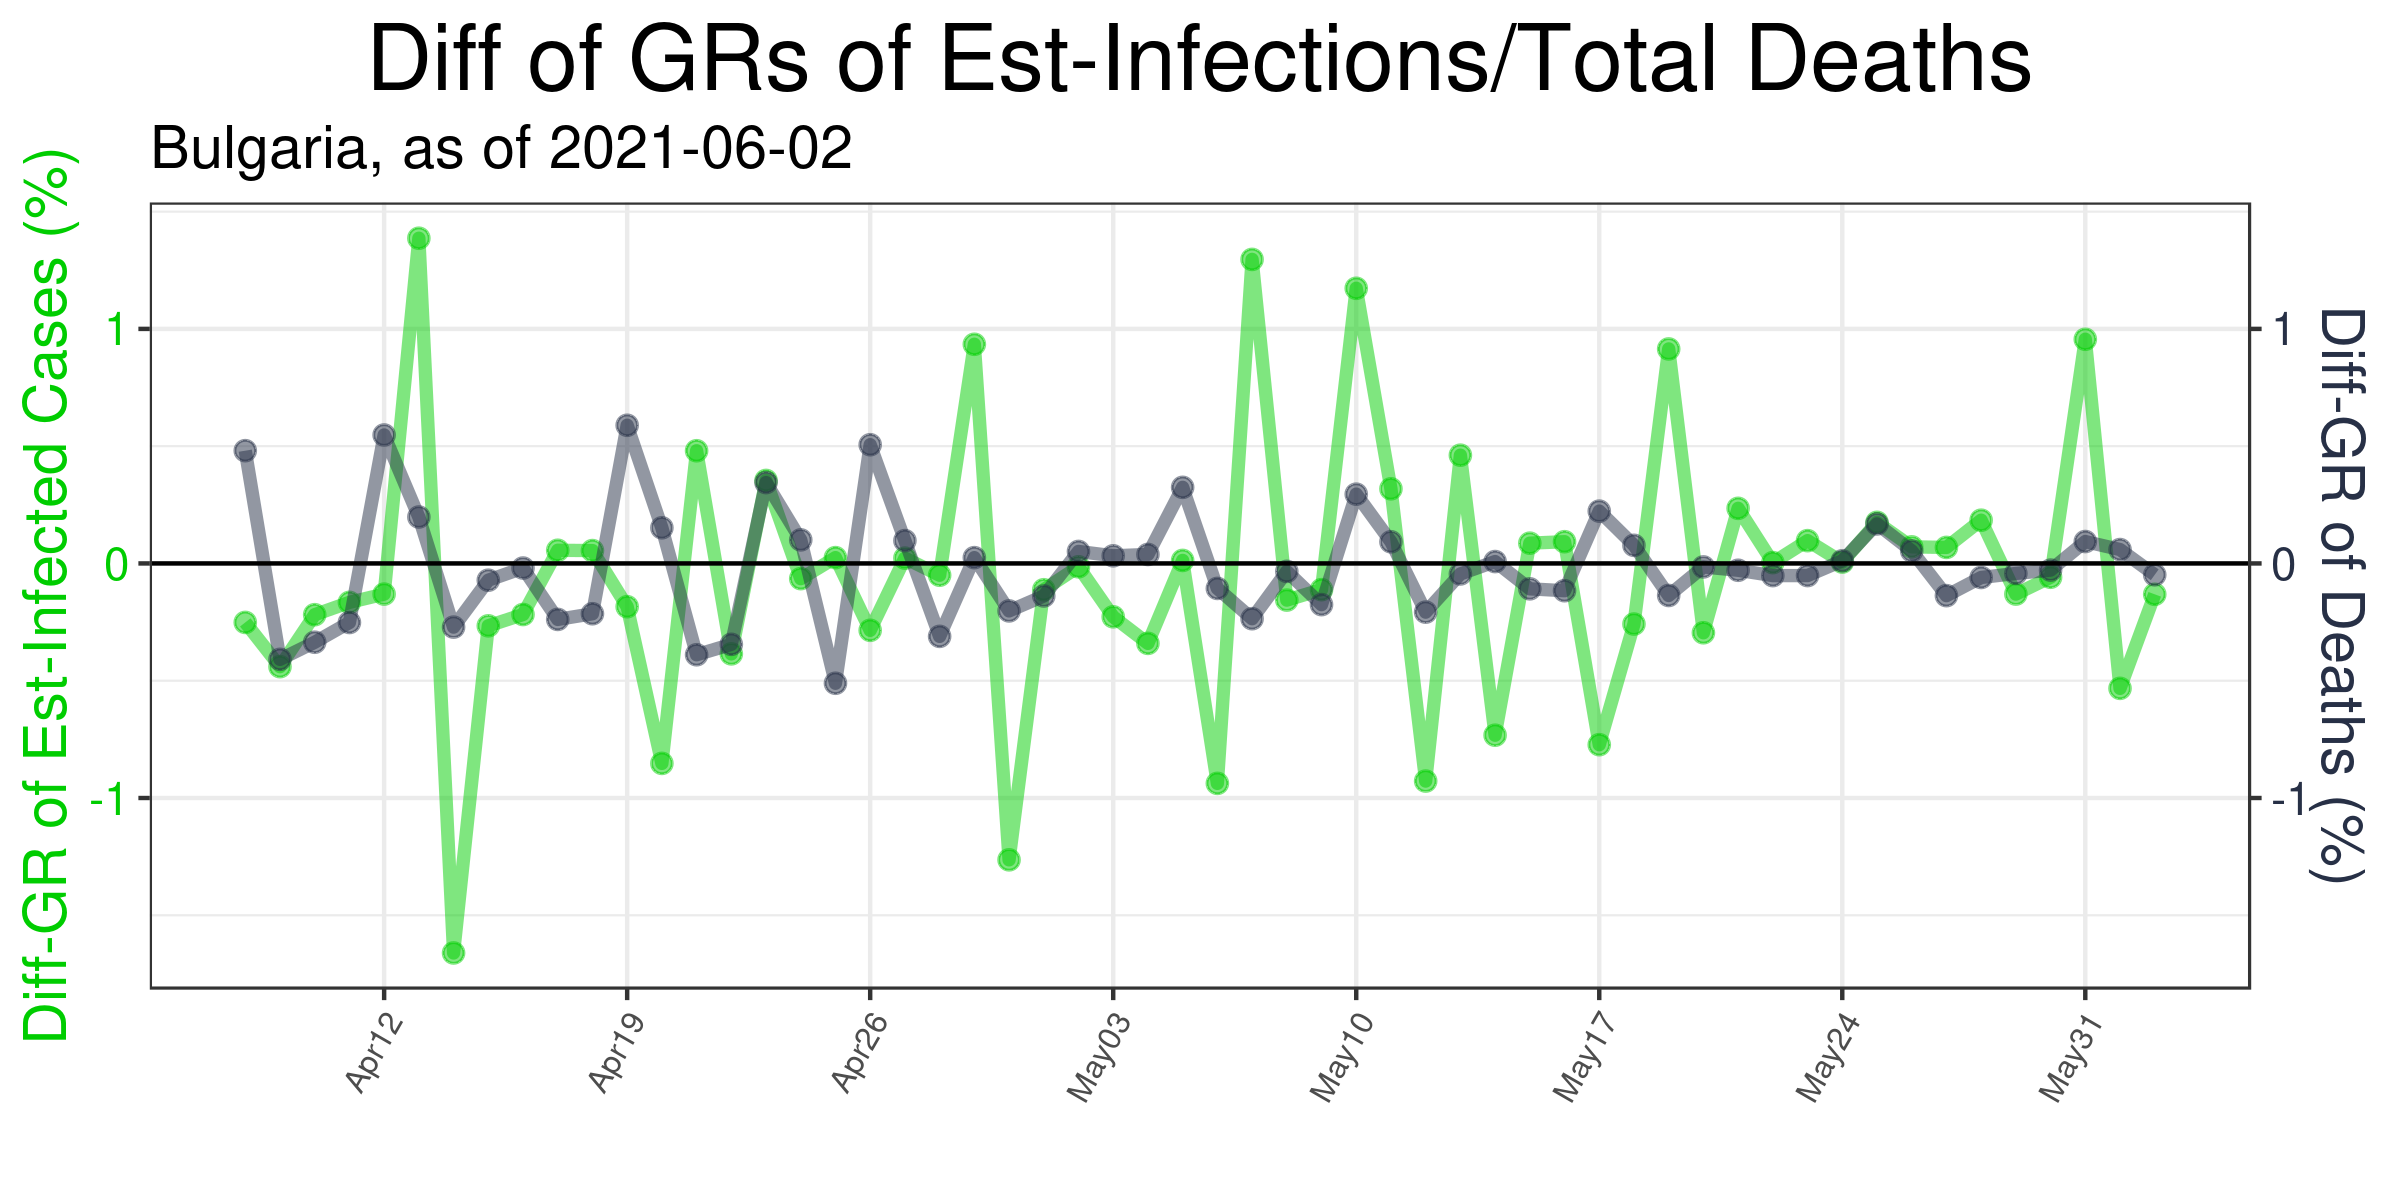 Diff of GRs of Est-Infections/Total Deaths
Bulgaria, as of 2021-06-02
Diff-GR of Est-Infected Cases (%)
1
0
-1
1
0
-1
Diff-GR of Deaths (%)
Apr12
Apr19
Apr26
May03
May10
May17
May24
May31